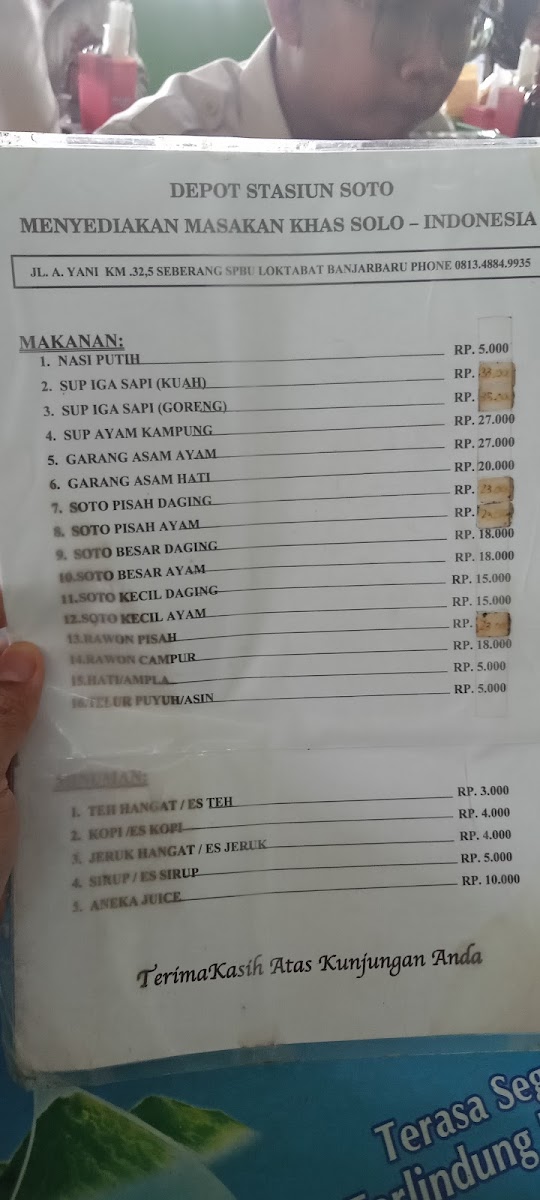 DEPOT STASIUN SOTO
MENYEDIAKAN MASAKAN KHAS SOLO – INDONESIA
JL. A. YANI KM .32,5 SEBERANG SPBU LOKTABAT BANJARBARU PHONE 0813.4884.9935
MAKANAN:
1. NASI PUTIH RP. 5.000
2. SUP IGA SAPI (KUAH) RP.
3. SUP IGA SAPI (GORENG) RP.
4. SUP AYAM KAMPUNG RP. 27.000
5. GARANG ASAM AYAM RP. 27.000
6. GARANG ASAM HATI RP. 20.000
7. SOTO PISAH DAGING RP.
8. SOTO PISAH AYAM RP.
9. SOTO BESAR DAGING RP. 18.000
10.SOTO BESAR AYAM RP. 18.000
11.SOTO KECIL DAGING RP. 15.000
12.SOTO KECIL AYAM RP. 15.000
13.RAWON PISAH RP.
14.RAWON CAMPUR RP. 18.000
15.HATI/AMPLA RP. 5.000
16.TELUR PUYUH/ASIN RP. 5.000
MINUMAN:
1. TEH HANGAT / ES TEH RP. 3.000
2. KOPI /ES KOPI RP. 4.000
3. JERUK HANGAT / ES JERUK RP. 4.000
4. SIRUP / ES SIRUP RP. 5.000
5. ANEKA JUICE RP. 10.000
TerimaKasih Atas Kunjungan Anda
Terasa Seg
Terlindung